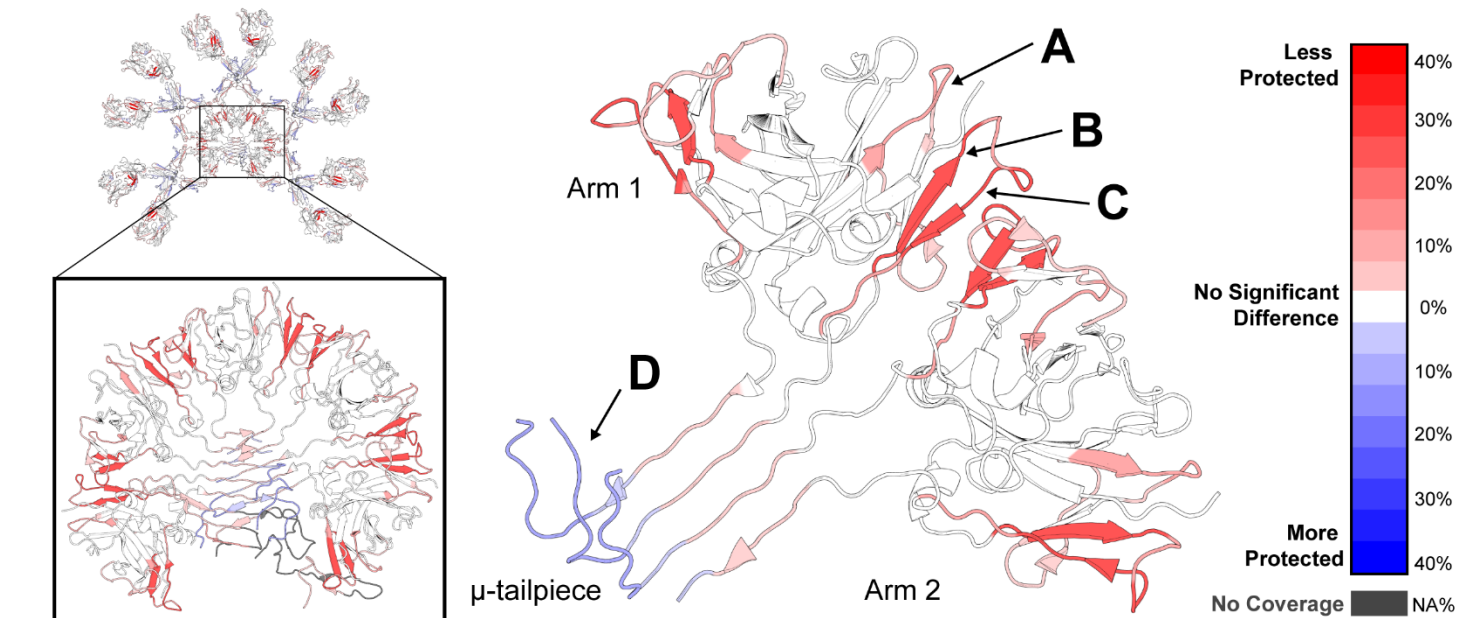 A
B
C
D
Arm 1
Arm 2
µ-tailpiece
Less
Protected
No Significant
Difference
More
Protected
No Coverage
40%
30%
20%
10%
0%
10%
20%
30%
40%
NA%